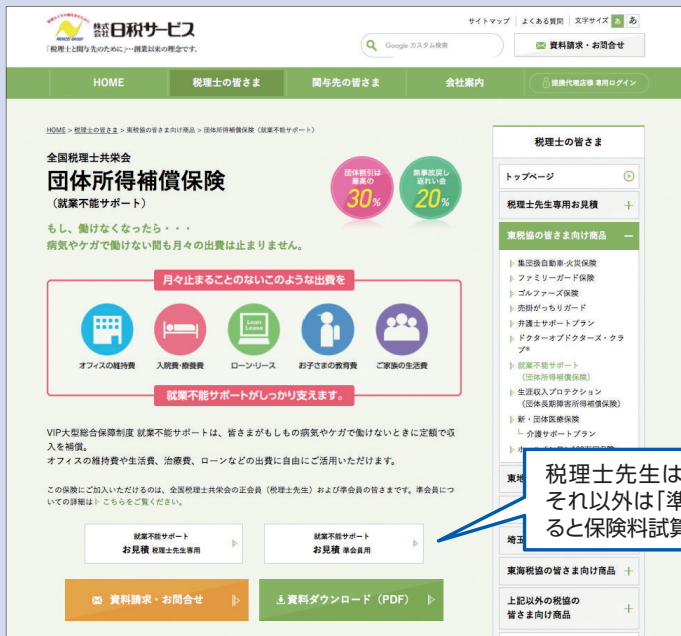 株式会社日税サービス
「税理士と関与先のために」…創業以来の理念です。
サイトマップ よくある質問 文字サイズ あ あ
Google カスタム検索
資料請求・お問合せ
HOME 税理士の皆さま 関与先の皆さま 会社案内 提携代理店様 専用ログイン
HOME > 税理士の皆さま > 東税協の皆さま向け商品 > 団体所得補償保険（就業不能サポート）
全国税理士共栄会
団体所得補償保険
（就業不能サポート）
団体割引は
最高の
30%
無事故戻し
返れい金
20%
もし、働けなくなったら・・・
病気やケガで働けない間も月々の出費は止まりません。
月々止まることのないこのような出費を
Loan
Lease
オフィスの維持費 入院費・療養費 ローン・リース お子さまの教育費 ご家族の生活費
就業不能サポートがしっかり支えます。
VIP大型総合保障制度 就業不能サポートは、皆さまがもしもの病気やケガで働けないときに定額で収
入を補償。
オフィスの維持費や生活費、治療費、ローンなどの出費に自由にご活用いただけます。
この保険にご加入いただけるのは、全国税理士共栄会の正会員（税理士）および準会員の皆さまです。準会員につ
いての詳細は こちらをご覧ください。
就業不能サポート
お見積 税理士先生専用
就業不能サポート
お見積 準会員用
資料請求・お問合せ
資料ダウンロード（PDF）
税理士の皆さま
トップページ
税理士先生専用お見積
東税協の皆さま向け商品
集団扱自動車・火災保険
ファミリーガード保険
ゴルファーズ保険
売掛がっちりガード
弁護士サポートプラン
ドクターオブドクターズ・クラ
ブ®
就業不能サポート
（団体所得補償保険）
生涯収入プロテクション
（団体長期障害所得補償保険）
新・団体医療保険
介護サポートプラン
税理士先生は
それ以外は「準
ると保険料試算
東地
埼玉
東海税協の皆さま向け商品
上記以外の税協の
皆さま向け商品